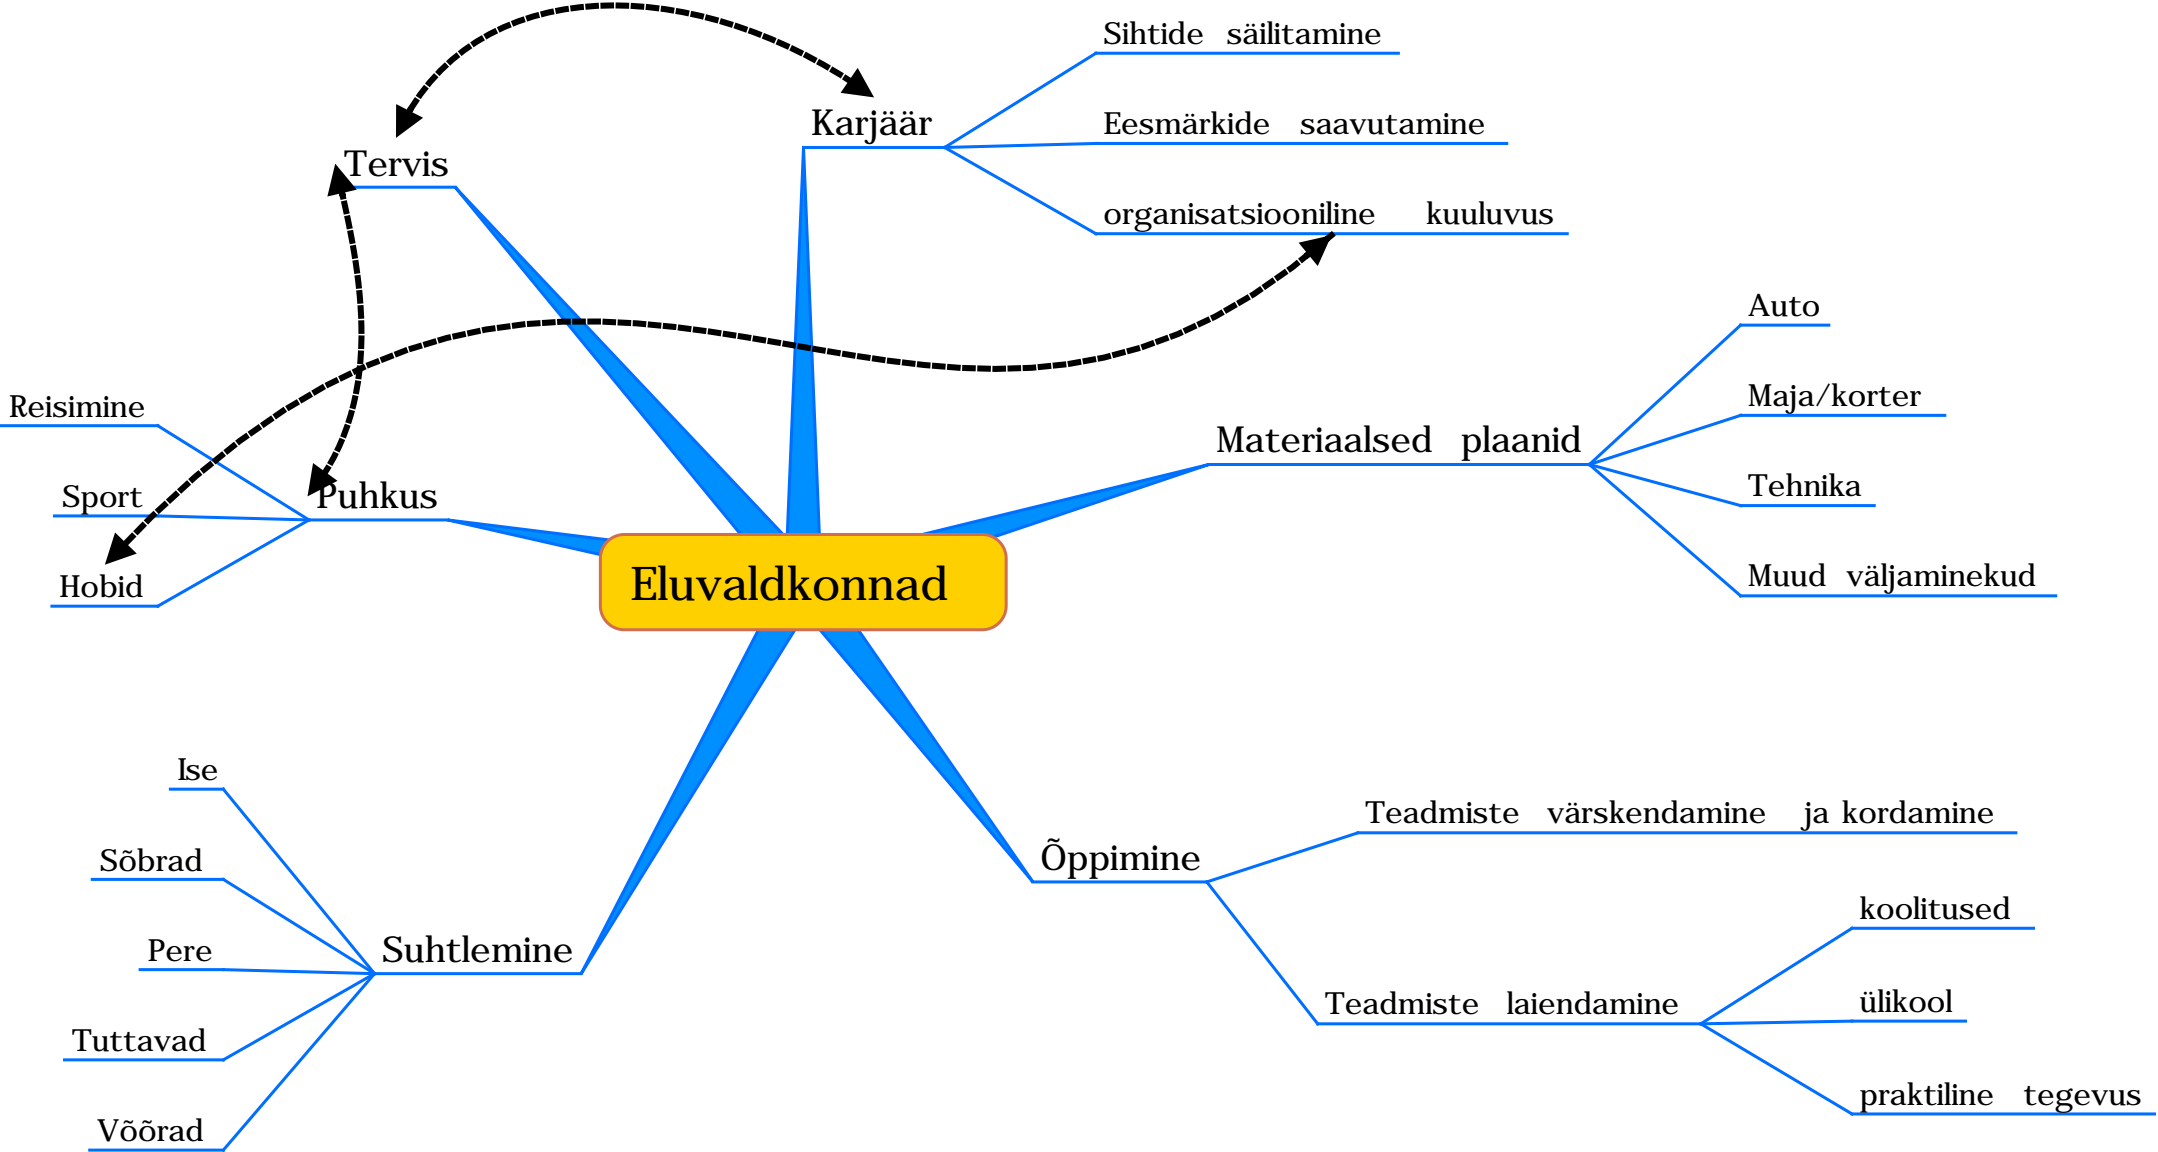 Eluvaldkonnad
Karjäär
Sihtide säilitamine
Eesmärkide saavutamine
organisatsiooniline kuuluvus
Materiaalsed plaanid
Auto
Maja/korter
Tehnika
Muud väljaminekud
Õppimine
Teadmiste värskendamine ja kordamine
Teadmiste laiendamine
koolitused
ülikool
praktiline tegevus
Tervis
Puhkus
Reisimine
Sport
Hobid
Suhtlemine
Ise
Sõbrad
Pere
Tuttavad
Võõrad